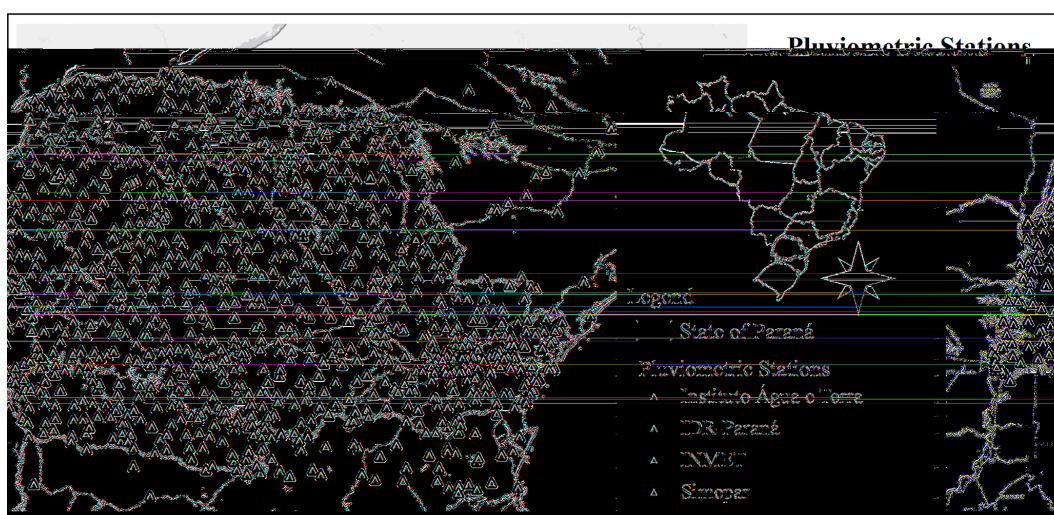 Pluviometric Stations
Legend
State of Paraná
Pluviometric Stations
Instituto Água e Terra
IDR Paraná
INMET
Simepar